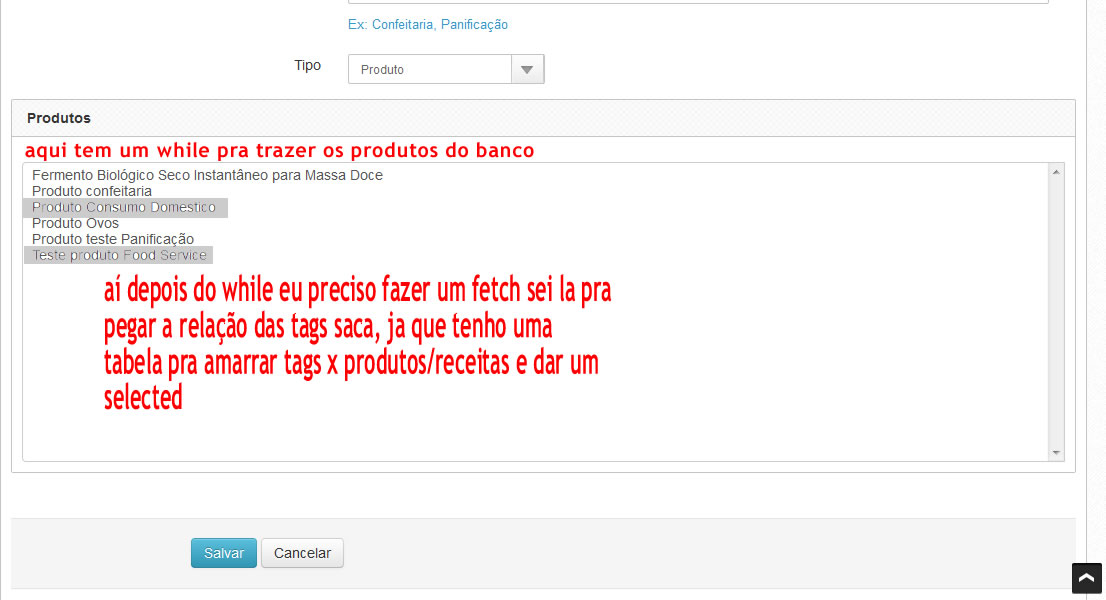 Ex: Confeitaria, Panificação
Tipo
Produto
Produtos
aqui tem um while pra trazer os produtos do banco
Fermento Biológico Seco Instantâneo para Massa Doce
Produto confeitaria
Produto Consumo Domestico
Produto Ovos
Produto teste Panificação
Teste produto Food Service
aí depois do while eu preciso fazer um fetch sei la pra
pegar a relação das tags saca, ja que tenho uma
tabela pra amarrar tags x produtos/receitas e dar um
selected
Salvar
Cancelar